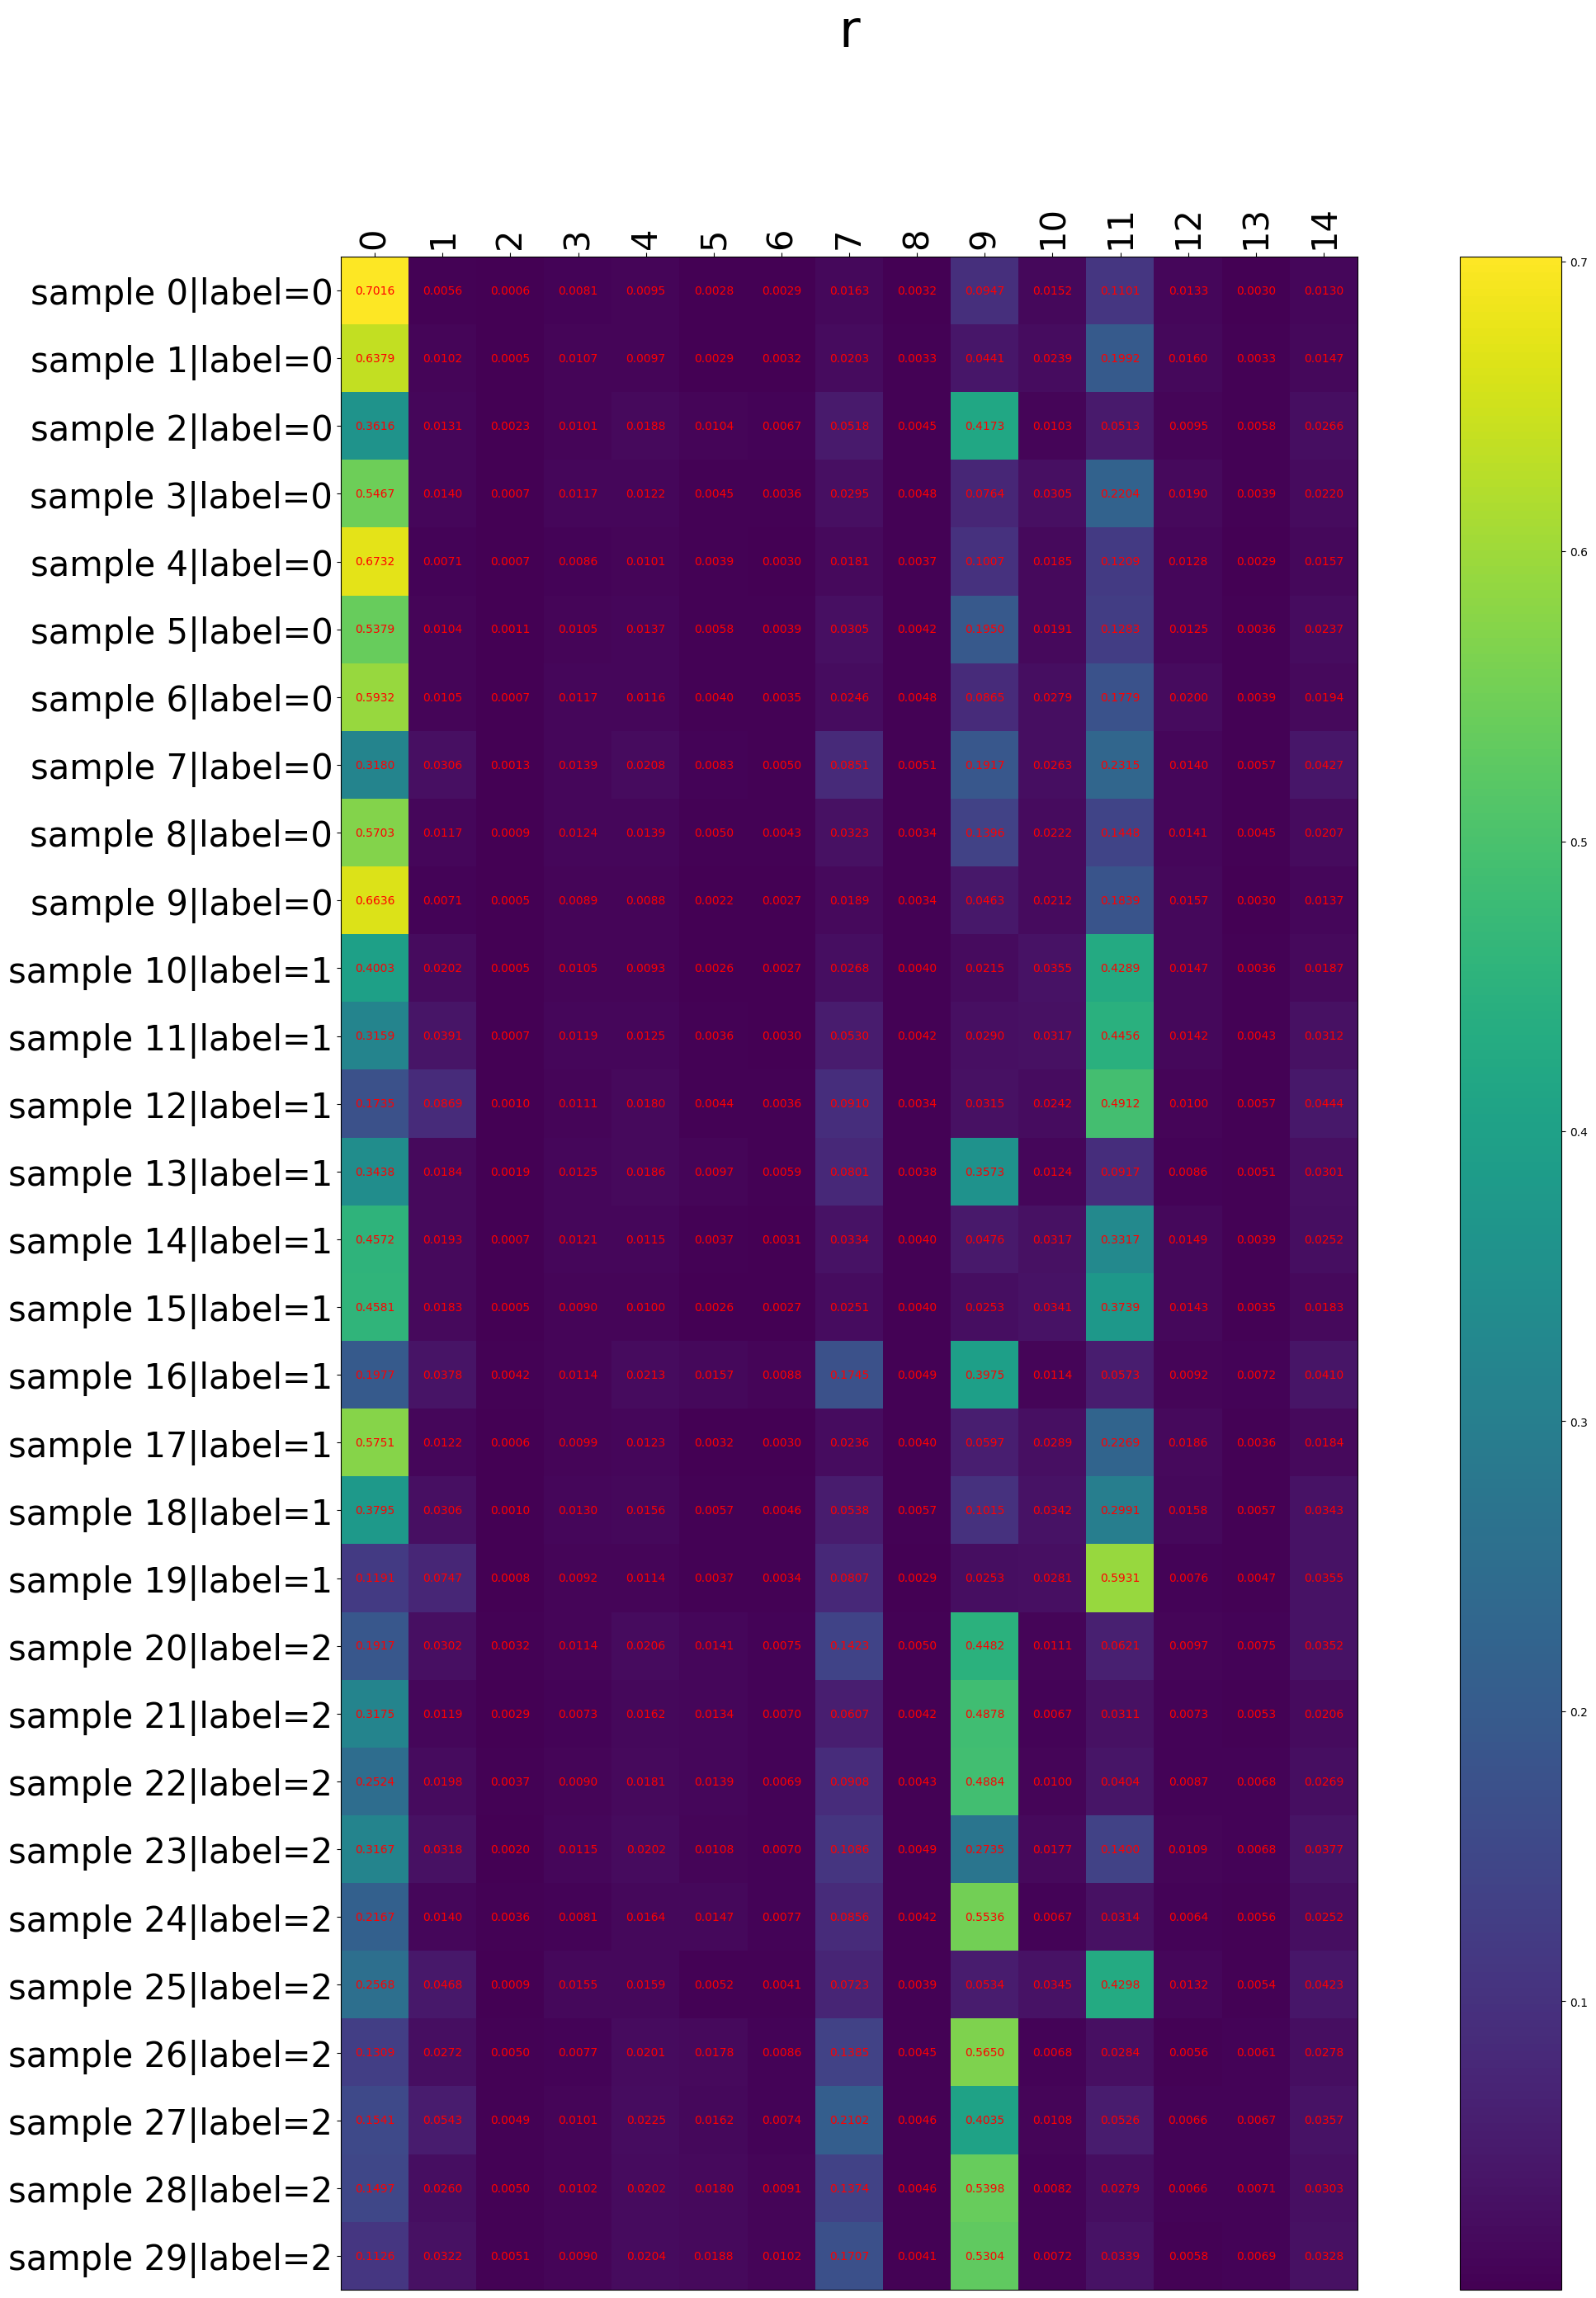 r
0 1 2 3 4 5 6 7 8 9 10 11 12 13 14
sample 0|label=0 0.7016 0.0056 0.0006 0.0081 0.0095 0.0028 0.0029 0.0163 0.0032 0.0947 0.0152 0.1101 0.0133 0.0030 0.0130 0.7
sample 1|label=0 0.6379 0.0102 0.0005 0.0107 0.0097 0.0029 0.0032 0.0203 0.0033 0.0441 0.0239 0.1992 0.0160 0.0033 0.0147
sample 2|label=0 0.3616 0.0131 0.0023 0.0101 0.0188 0.0104 0.0067 0.0518 0.0045 0.4173 0.0103 0.0513 0.0095 0.0058 0.0266
sample 3|label=0 0.5467 0.0140 0.0007 0.0117 0.0122 0.0045 0.0036 0.0295 0.0048 0.0764 0.0305 0.2204 0.0190 0.0039 0.0220
sample 4|label=0 0.6732 0.0071 0.0007 0.0086 0.0101 0.0039 0.0030 0.0181 0.0037 0.1007 0.0185 0.1209 0.0128 0.0029 0.0157 0.6
sample 5|label=0 0.5379 0.0104 0.0011 0.0105 0.0137 0.0058 0.0039 0.0305 0.0042 0.1950 0.0191 0.0125 0.0036 0.0237
sample 6|label=0 0.5932 0.0105 0.0007 0.0117 0.0116 0.0040 0.0035 0.0246 0.0048 0.0865 0.0279 0.1770 0.0200 0.0039 0.0194
sample 7|label=0 0.3180 0.0306 0.0013 0.0139 0.0208 0.0083 0.0050 0.0851 0.0051 0.1917 0.0263 0.2315 0.0140 0.0057 0.0427
sample 8|label=0 0.5703 0.0117 0.0009 0.0124 0.0139 0.0050 0.0043 0.0323 0.0034 0.0222 0.0141 0.0045 0.0207 0.5
sample 9|label=0 0.6636 0.0071 0.0005 0.0089 0.0088 0.0022 0.0027 0.0189 0.0034 0.0463 0.0212 0.0157 0.0030 0.0137
sample 10|label=1 0.4003 0.0202 0.0005 0.0105 0.0093 0.0026 0.0027 0.0268 0.0040 0.0215 0.0355 0.4289 0.0147 0.0036 0.0187
sample 11|label=1 0.3159 0.0391 0.0007 0.0119 0.0125 0.0036 0.0030 0.0530 0.0042 0.0290 0.0317 0.4456 0.0142 0.0043 0.0312
sample 12|label=1 0.0869 0.0010 0.0111 0.0180 0.0044 0.0036 0.0910 0.0034 0.0315 0.0242 0.4912 0.0100 0.0057 0.0444 0.4
sample 13|label=1 0.3438 0.0184 0.0019 0.0125 0.0186 0.0097 0.0059 0.0801 0.0038 0.3573 0.0124 0.0917 0.0086 0.0051 0.0301
sample 14|label=1 0.4572 0.0193 0.0007 0.0121 0.0115 0.0037 0.0031 0.0334 0.0040 0.0476 0.0317 0.3317 0.0149 0.0039 0.0252
sample 15|label=1 0.4581 0.0183 0.0005 0.0090 0.0100 0.0026 0.0027 0.0251 0.0040 0.0253 0.0341 0.3739 0.0143 0.0035 0.0183
sample 16|label=1 0.1977 0.0378 0.0042 0.0114 0.0213 0.0157 0.0088 0.0049 0.3975 0.0114 0.0573 0.0092 0.0072 0.0410
sample 17|label=1 0.5751 0.0122 0.0006 0.0099 0.0123 0.0032 0.0030 0.0236 0.0040 0.0597 0.0289 0.2269 0.0186 0.0036 0.0184 0.3
sample 18|label=1 0.3795 0.0306 0.0010 0.0130 0.0156 0.0057 0.0046 0.0538 0.0057 0.1015 0.0342 0.2991 0.0158 0.0057 0.0343
sample 19|label=1 0.1191 0.0747 0.0008 0.0092 0.0114 0.0037 0.0034 0.0807 0.0029 0.0253 0.0281 0.5931 0.0076 0.0047 0.0355
sample 20|label=2 0.0302 0.0032 0.0114 0.0206 0.0141 0.0075 0.0050 0.4482 0.0111 0.0621 0.0097 0.0075 0.0352
sample 21|label=2 0.3175 0.0119 0.0029 0.0073 0.0162 0.0134 0.0070 0.0607 0.0042 0.4878 0.0067 0.0311 0.0073 0.0053 0.0206 0.2
sample 22|label=2 0.2524 0.0198 0.0037 0.0090 0.0181 0.0139 0.0069 0.0908 0.0043 0.4884 0.0100 0.0404 0.0087 0.0068 0.0269
sample 23|label=2 0.3167 0.0318 0.0020 0.0115 0.0202 0.0108 0.0070 0.0049 0.2735 0.0177 0.0109 0.0068 0.0377
sample 24|label=2 0.2167 0.0140 0.0036 0.0081 0.0164 0.0147 0.0077 0.0856 0.0042 0.5536 0.0067 0.0314 0.0064 0.0056 0.0252
sample 25|label=2 0.2568 0.0468 0.0009 0.0155 0.0159 0.0052 0.0041 0.0723 0.0039 0.0534 0.0345 0.4298 0.0132 0.0054 0.0423 0.1
sample 26|label=2 0.0272 0.0050 0.0077 0.0201 0.0178 0.0086 0.0045 0.5650 0.0068 0.0284 0.0056 0.0061 0.0278
sample 27|label=2 0.0543 0.0049 0.0101 0.0225 0.0162 0.0074 0.2102 0.0046 0.4035 0.0108 0.0526 0.0066 0.0067 0.0357
sample 28|label=2 0.0260 0.0050 0.0102 0.0202 0.0180 0.0091 0.0046 0.5398 0.0082 0.0279 0.0066 0.0071 0.0303
sample 29|label=2 0.0322 0.0051 0.0090 0.0204 0.0188 0.0102 0.0041 0.5304 0.0072 0.0339 0.0058 0.0069 0.0328